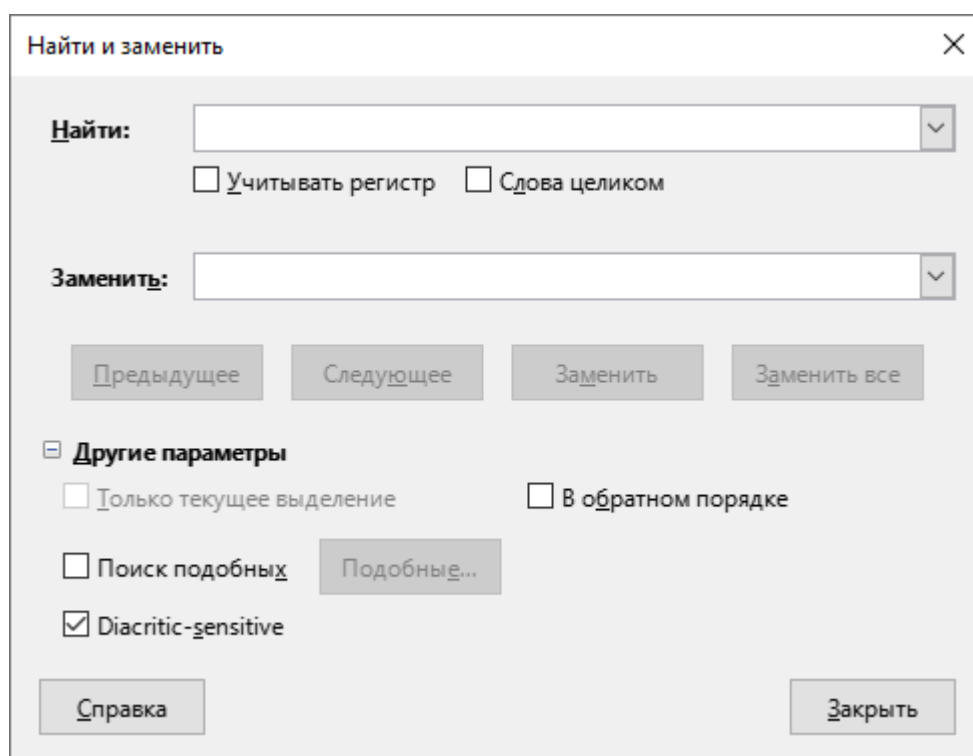 Найти и заменить
Найти:
Учитывать регистр Слова целиком
Заменить:
Предыдущее Следующее Заменить Заменить все
Другие параметры
Только текущее выделение В обратном порядке
Поиск подобных Подобные...
Diacritic-sensitive
Справка Закрыть